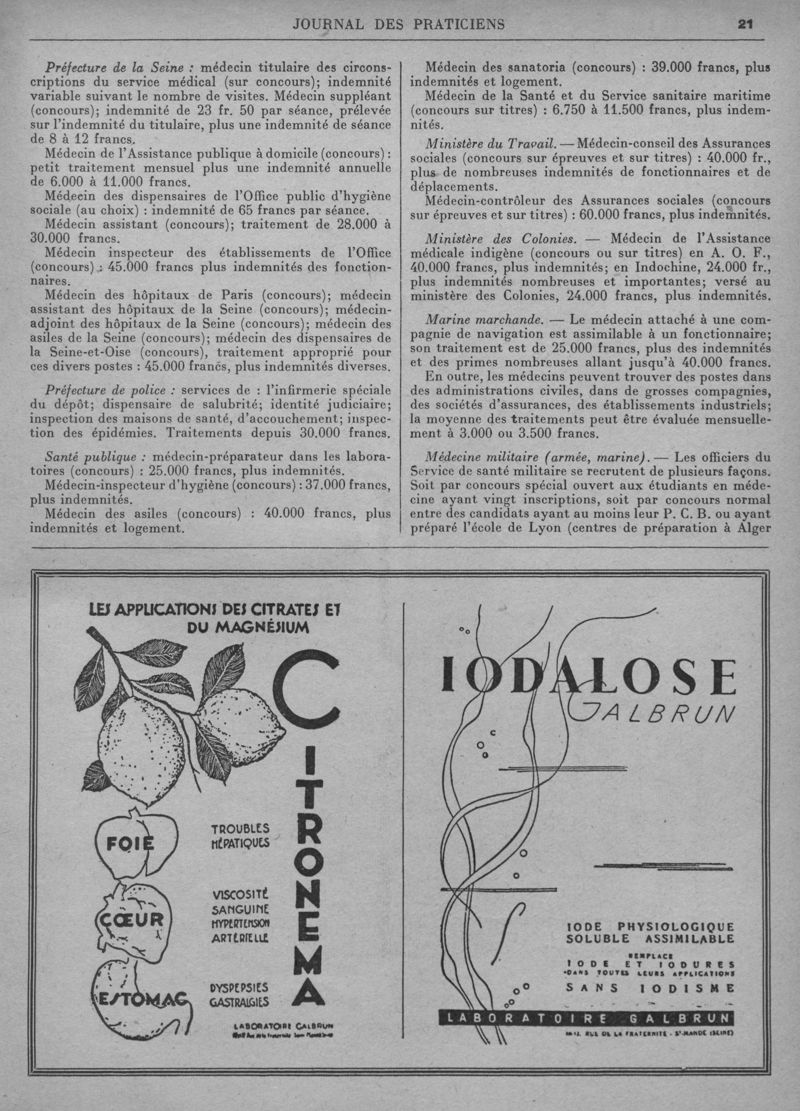 JOURNAL DES PRATICIENS
21
Préfecture de la Seine : médecin titulaire des circons-
criptions du service médical (sur concours); indemnité
variable suivant le nombre de visites. Médecin suppléant
(concours); indemnité de 23 fr. 50 par séance, prélevée
sur l'indemnité du titulaire, plus une indemnité de séance
de 8 à 12 francs.
Médecin de l'Assistance publique à domicile (concours) :
petit traitement mensuel plus une indemnité annuelle
de 6.000 à 11.000 francs.
Médecin des dispensaires de l'Office public d'hygiène
sociale (au choix) : indemnité de 65 francs par séance.
Médecin assistant (concours); traitement de 28.000 à
30.000 francs.
Médecin inspecteur des établissements de l'Office
(concours) : 45.000 francs plus indemnités des fonction-
naires.
Médecin des hôpitaux de Paris (concours); médecin
assistant des hôpitaux de la Seine (concours); médecin-
adjoint des hôpitaux de la Seine (concours); médecin des
asiles de la Seine (concours); médecin des dispensaires de
la Seine-et-Oise (concours), traitement approprié pour
ces divers postes : 45.000 francs, plus indemnités diverses.
Préfecture de police : services de : l'infirmerie spéciale
du dépôt; dispensaire de salubrité; identité judiciaire;
inspection des maisons de santé, d'accouchement; inspec-
tion des épidémies. Traitements depuis 30.000 francs.
Santé publique : médecin-préparateur dans les labora-
toires (concours) : 25.000 francs, plus indemnités.
Médecin-inspecteur d'hygiène (concours) : 37.000 francs,
plus indemnités.
Médecin des asiles (concours) : 40.000 francs, plus
indemnités et logement.
Médecin des sanatoria (concours) : 39.000 francs, plus
indemnités et logement.
Médecin de la Santé et du Service sanitaire maritime
(concours sur titres) : 6.750 à 11.500 francs, plus indem-
nités.
Ministère du Travail. — Médecin-conseil des Assurances
sociales (concours sur épreuves et sur titres) : 40.000 fr.,
plus de nombreuses indemnités de fonctionnaires et de
déplacements.
Médecin-contrôleur des Assurances sociales (concours
sur épreuves et sur titres) : 60.000 francs, plus indemnités.
Ministère des Colonies. — Médecin de l'Assistance
médicale indigène (concours ou sur titres) en A. O. F.,
40.000 francs, plus indemnités; en Indochine, 24.000 fr.,
plus indemnités nombreuses et importantes; versé au
ministère des Colonies, 24.000 francs, plus indemnités.
Marine marchande. — Le médecin attaché à une com-
pagnie de navigation est assimilable à un fonctionnaire;
son traitement est de 25.000 francs, plus des indemnités
et des primes nombreuses allant jusqu'à 40.000 francs.
En outre, les médecins peuvent trouver des postes dans
des administrations civiles, dans de grosses compagnies,
des sociétés d'assurances, des établissements industriels;
la moyenne des traitements peut être évaluée mensuelle-
ment à 3.000 ou 3.500 francs.
Médecine militaire (armée, marine). — Les officiers du
Service de santé militaire se recrutent de plusieurs façons.
Soit par concours spécial ouvert aux étudiants en méde-
cine ayant vingt inscriptions, soit par concours normal
entre des candidats ayant au moins leur P. C. B. ou ayant
préparé l'école de Lyon (centres de préparation à Alger
LES APPLICATIONS DES CITRATES ET
DU MAGNÉSIUM
CITRONEMA
FOIE
TROUBLES
HÉPATIQUES
CŒUR
VISCOSITÉ
SANGUINE
HYPERTENSION
ARTÉRIELLE
ESTOMAC
DYSPEPSIES
GASTRALGIES
LABORATOIRE GALBRUN
IODALOSE
GALBRUN
IODE PHYSIOLOGIQUE
SOLUBLE ASSIMILABLE
REMPLACE
IODE ET IODURES
DANS TOUTES LEURS APPLICATIONS
SANS IODISME
LABORATOIRE GALBRUN
RUE DE LA FRATERNITÉ - ST-MANDÉ (SEINE)